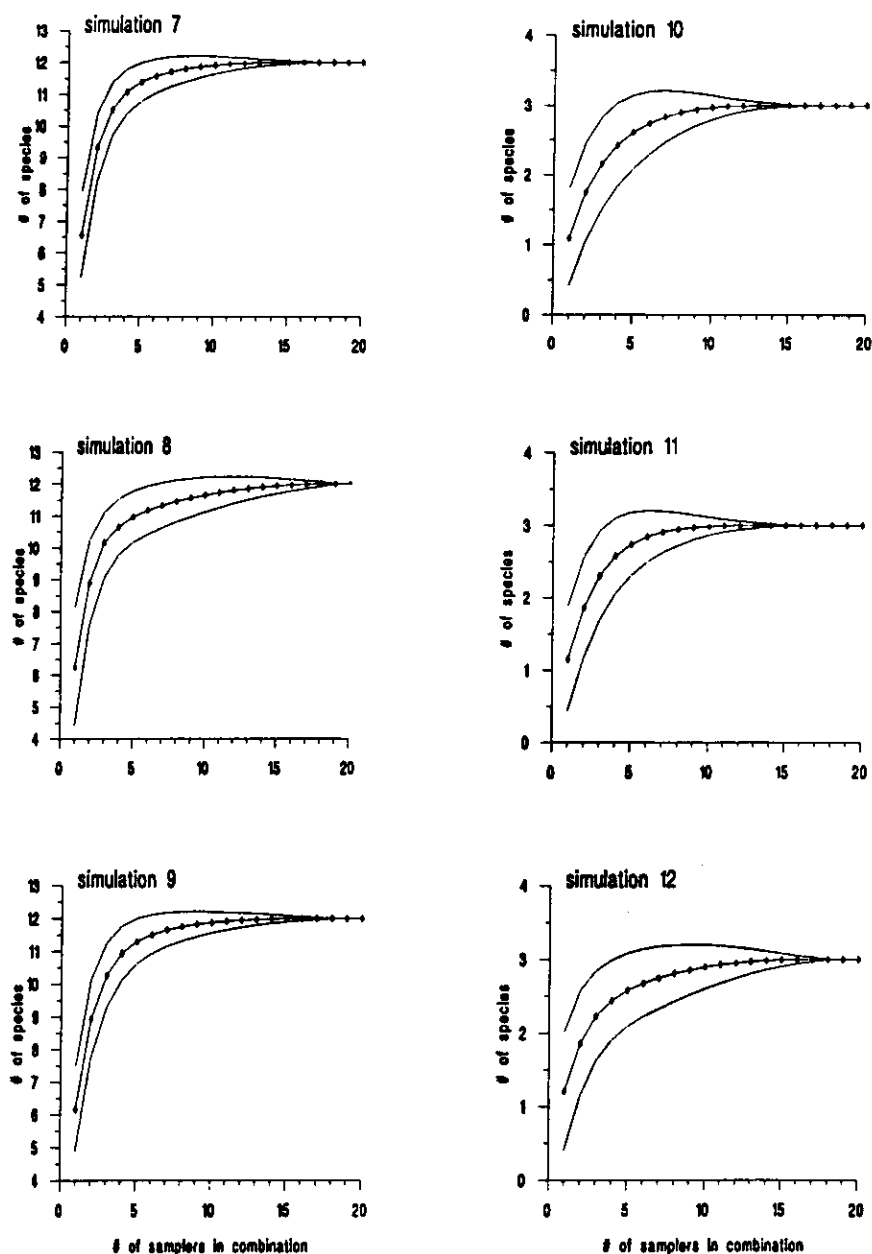 simulation 7
13
12
11
10
9
8
7
6
5
4
# of species
0 5 10 15 20
simulation 10
4
3
2
1
0
# of species
0 5 10 15 20
simulation 8
13
12
11
10
9
8
7
6
5
4
# of species
0 5 10 15 20
simulation 11
4
3
2
1
0
# of species
0 5 10 15 20
simulation 9
13
12
11
10
9
8
7
6
5
4
# of species
0 5 10 15 20
# of samplers in combination
simulation 12
4
3
2
1
0
# of species
0 5 10 15 20
# of samplers in combination